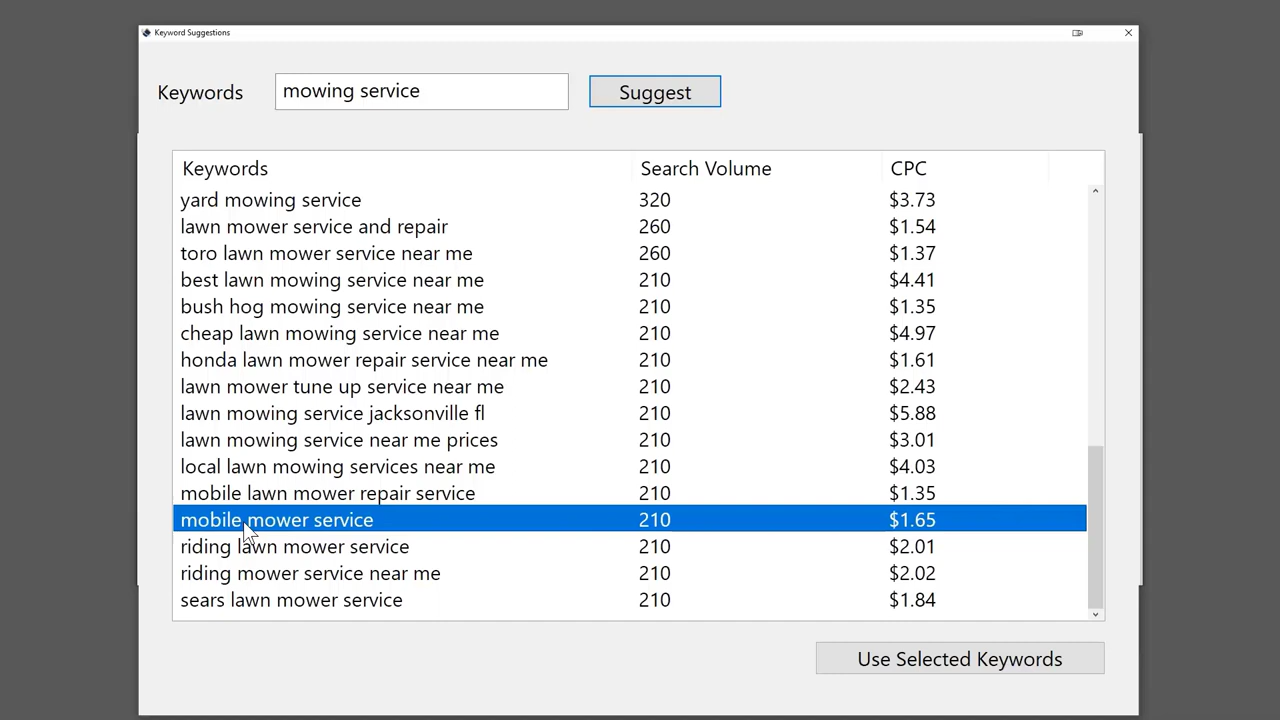 Keyword Suggestions
Keywords mowing service Suggest
Keywords Search Volume CPC
yard mowing service 320 $3.73
lawn mower service and repair 260 $1.54
toro lawn mower service near me 260 $1.37
best lawn mowing service near me 210 $4.41
bush hog mowing service near me 210 $1.35
cheap lawn mowing service near me 210 $4.97
honda lawn mower repair service near me 210 $1.61
lawn mower tune up service near me 210 $2.43
lawn mowing service jacksonville fl 210 $5.88
lawn mowing service near me prices 210 $3.01
local lawn mowing services near me 210 $4.03
mobile lawn mower repair service 210 $1.35
mobile mower service 210 $1.65
riding lawn mower service 210 $2.01
riding mower service near me 210 $2.02
sears lawn mower service 210 $1.84
Use Selected Keywords